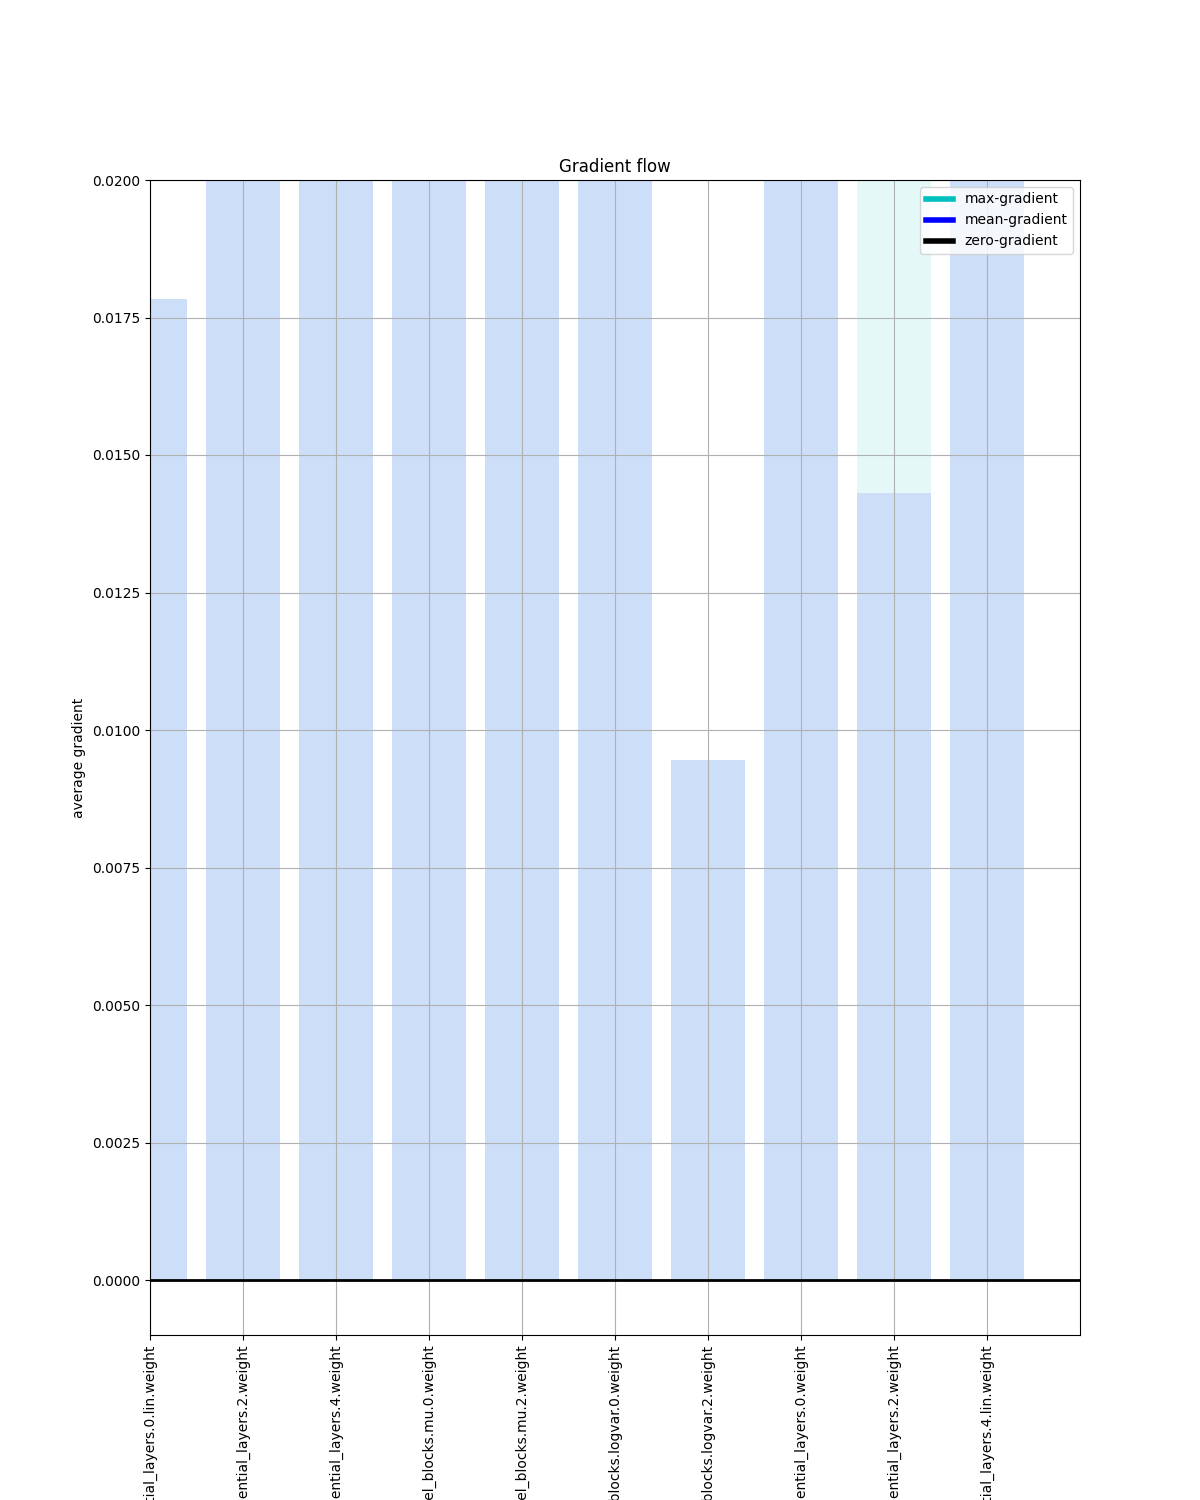 Gradient flow
max-gradient
mean-gradient
zero-gradient
0.0200
0.0175
0.0150
0.0125
0.0100
0.0075
0.0050
0.0025
0.0000
average gradient
tial_layers.0.lin.weight
ential_layers.2.weight
ential_layers.4.weight
el_blocks.mu.0.weight
el_blocks.mu.2.weight
blocks.logvar.0.weight
blocks.logvar.2.weight
ential_layers.0.weight
ential_layers.2.weight
tial_layers.4.lin.weight